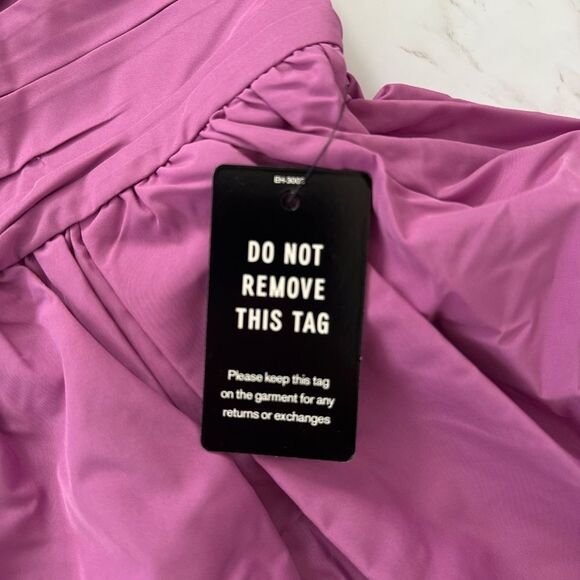 DO NOT
REMOVE
THIS TAG
Please keep this tag
on the garment for any
returns or exchanges